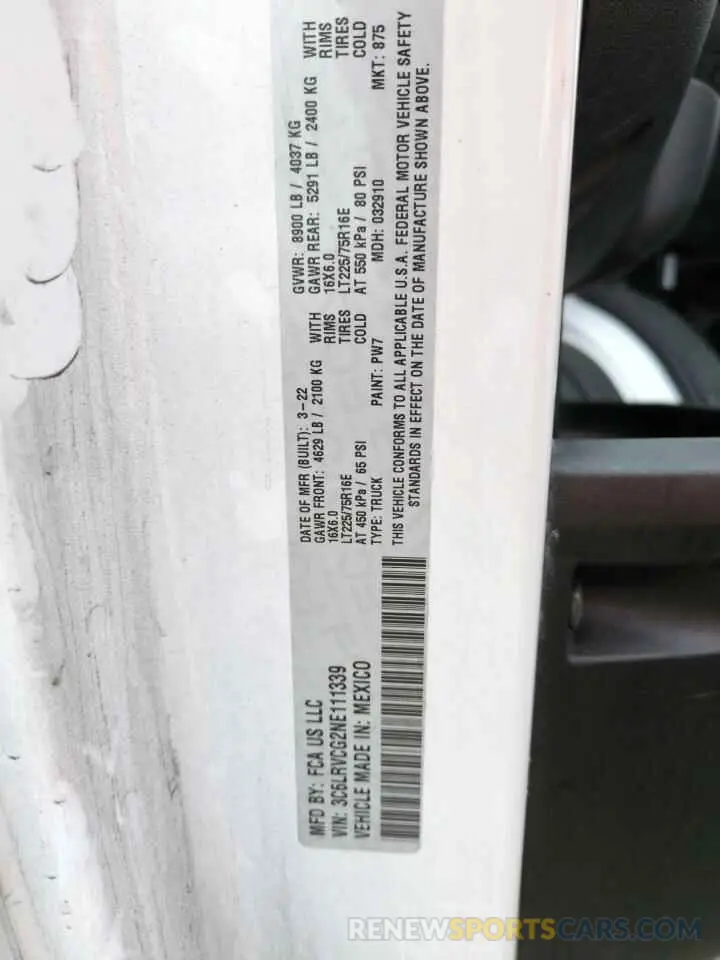 MFD BY: FCA US LLC
VIN: 3C6LRVCG2NE111339
VEHICLE MADE IN: MEXICO
DATE OF MFR (BUILT): 3-22 GVWR: 8900 LB / 4037 KG
GAWR FRONT: 4629 LB / 2100 KG WITH GAWR REAR: 5291 LB / 2400 KG WITH
16X6.0 RIMS 16X6.0 RIMS
LT225/75R16E TIRES LT225/75R16E TIRES
AT 450 kPa / 65 PSI COLD AT 550 kPa / 80 PSI COLD
TYPE: TRUCK PAINT: PW7 MDH: 032910 MKT: 875
THIS VEHICLE CONFORMS TO ALL APPLICABLE U.S.A. FEDERAL MOTOR VEHICLE SAFETY
STANDARDS IN EFFECT ON THE DATE OF MANUFACTURE SHOWN ABOVE.
RENEWSPORTSCARS.COM